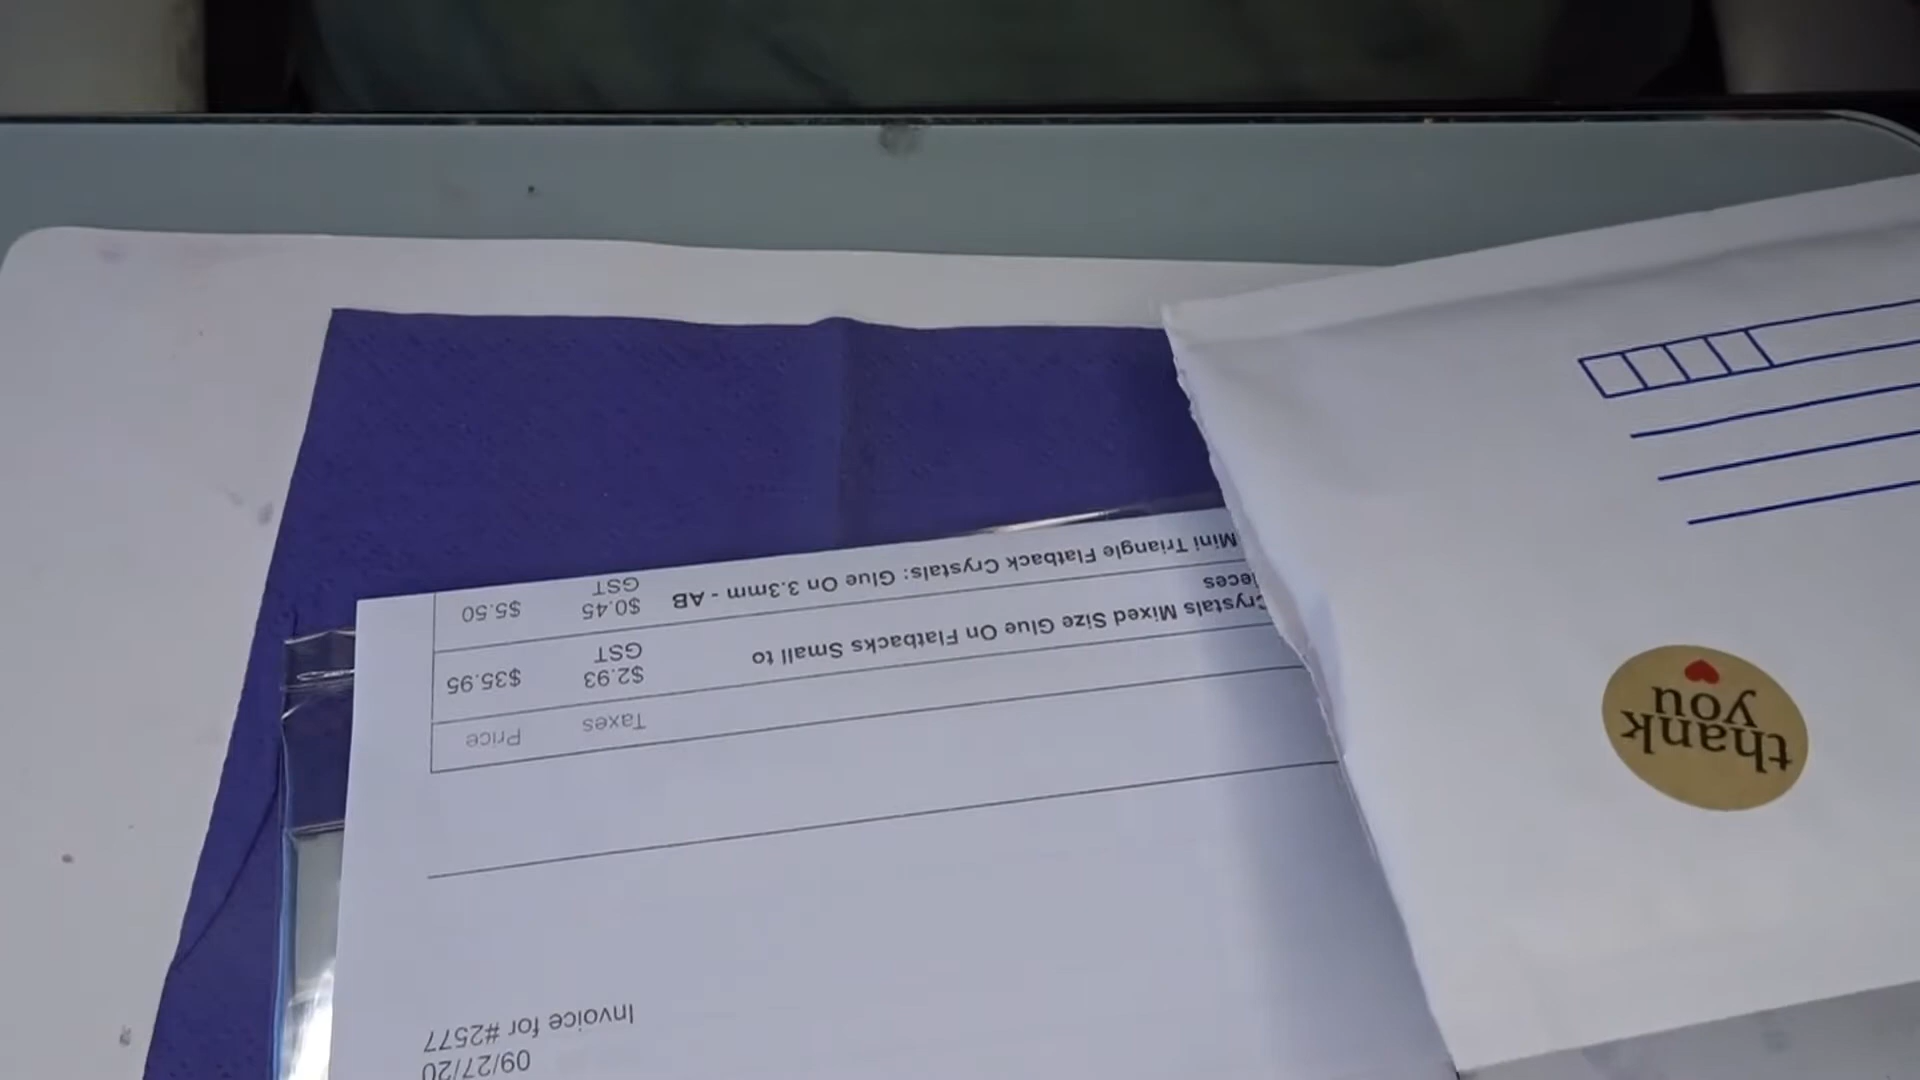 09/27/20
Invoice for #2577
Taxes Price
Crystals Mixed Size Glue On Flatbacks Small to $2.93 $35.95
GST
Mini Triangle Flatback Crystals: Glue On 3.3mm - AB $0.45 $5.50
GST
thank
you